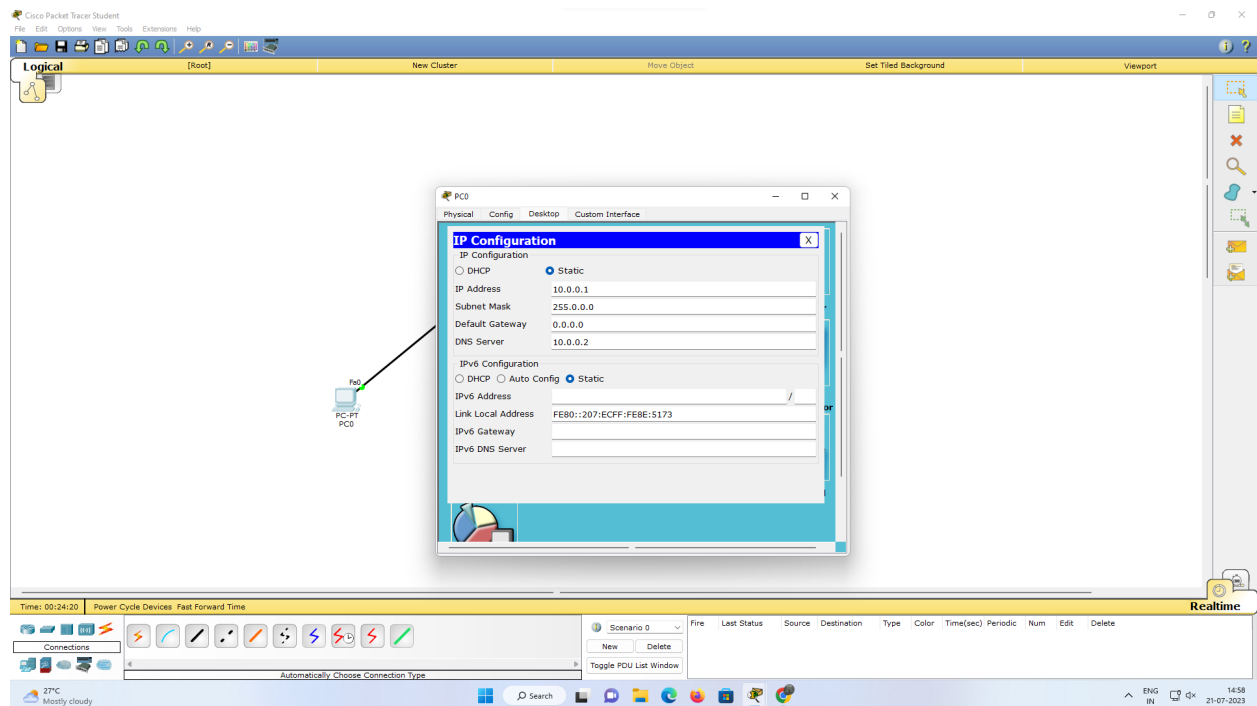 Cisco Packet Tracer Student
File Edit Options View Tools Extensions Help
Logical [Root] New Cluster Move Object Set Tiled Background Viewport
PC0
Physical Config Desktop Custom Interface
IP Configuration X
IP Configuration
DHCP Static
IP Address 10.0.0.1
Subnet Mask 255.0.0.0
Default Gateway 0.0.0.0
DNS Server 10.0.0.2
IPv6 Configuration
DHCP Auto Config Static
IPv6 Address /
Link Local Address FE80::207:ECFF:FE8E:5173
IPv6 Gateway
IPv6 DNS Server
or
Fa0
PC-PT
PC0
Time: 00:24:20 Power Cycle Devices Fast Forward Time Realtime
Connections
Automatically Choose Connection Type
Scenario 0
New Delete
Toggle PDU List Window
Fire Last Status Source Destination Type Color Time(sec) Periodic Num Edit Delete
27°C
Mostly cloudy
Search
ENG
IN
14:58
21-07-2023